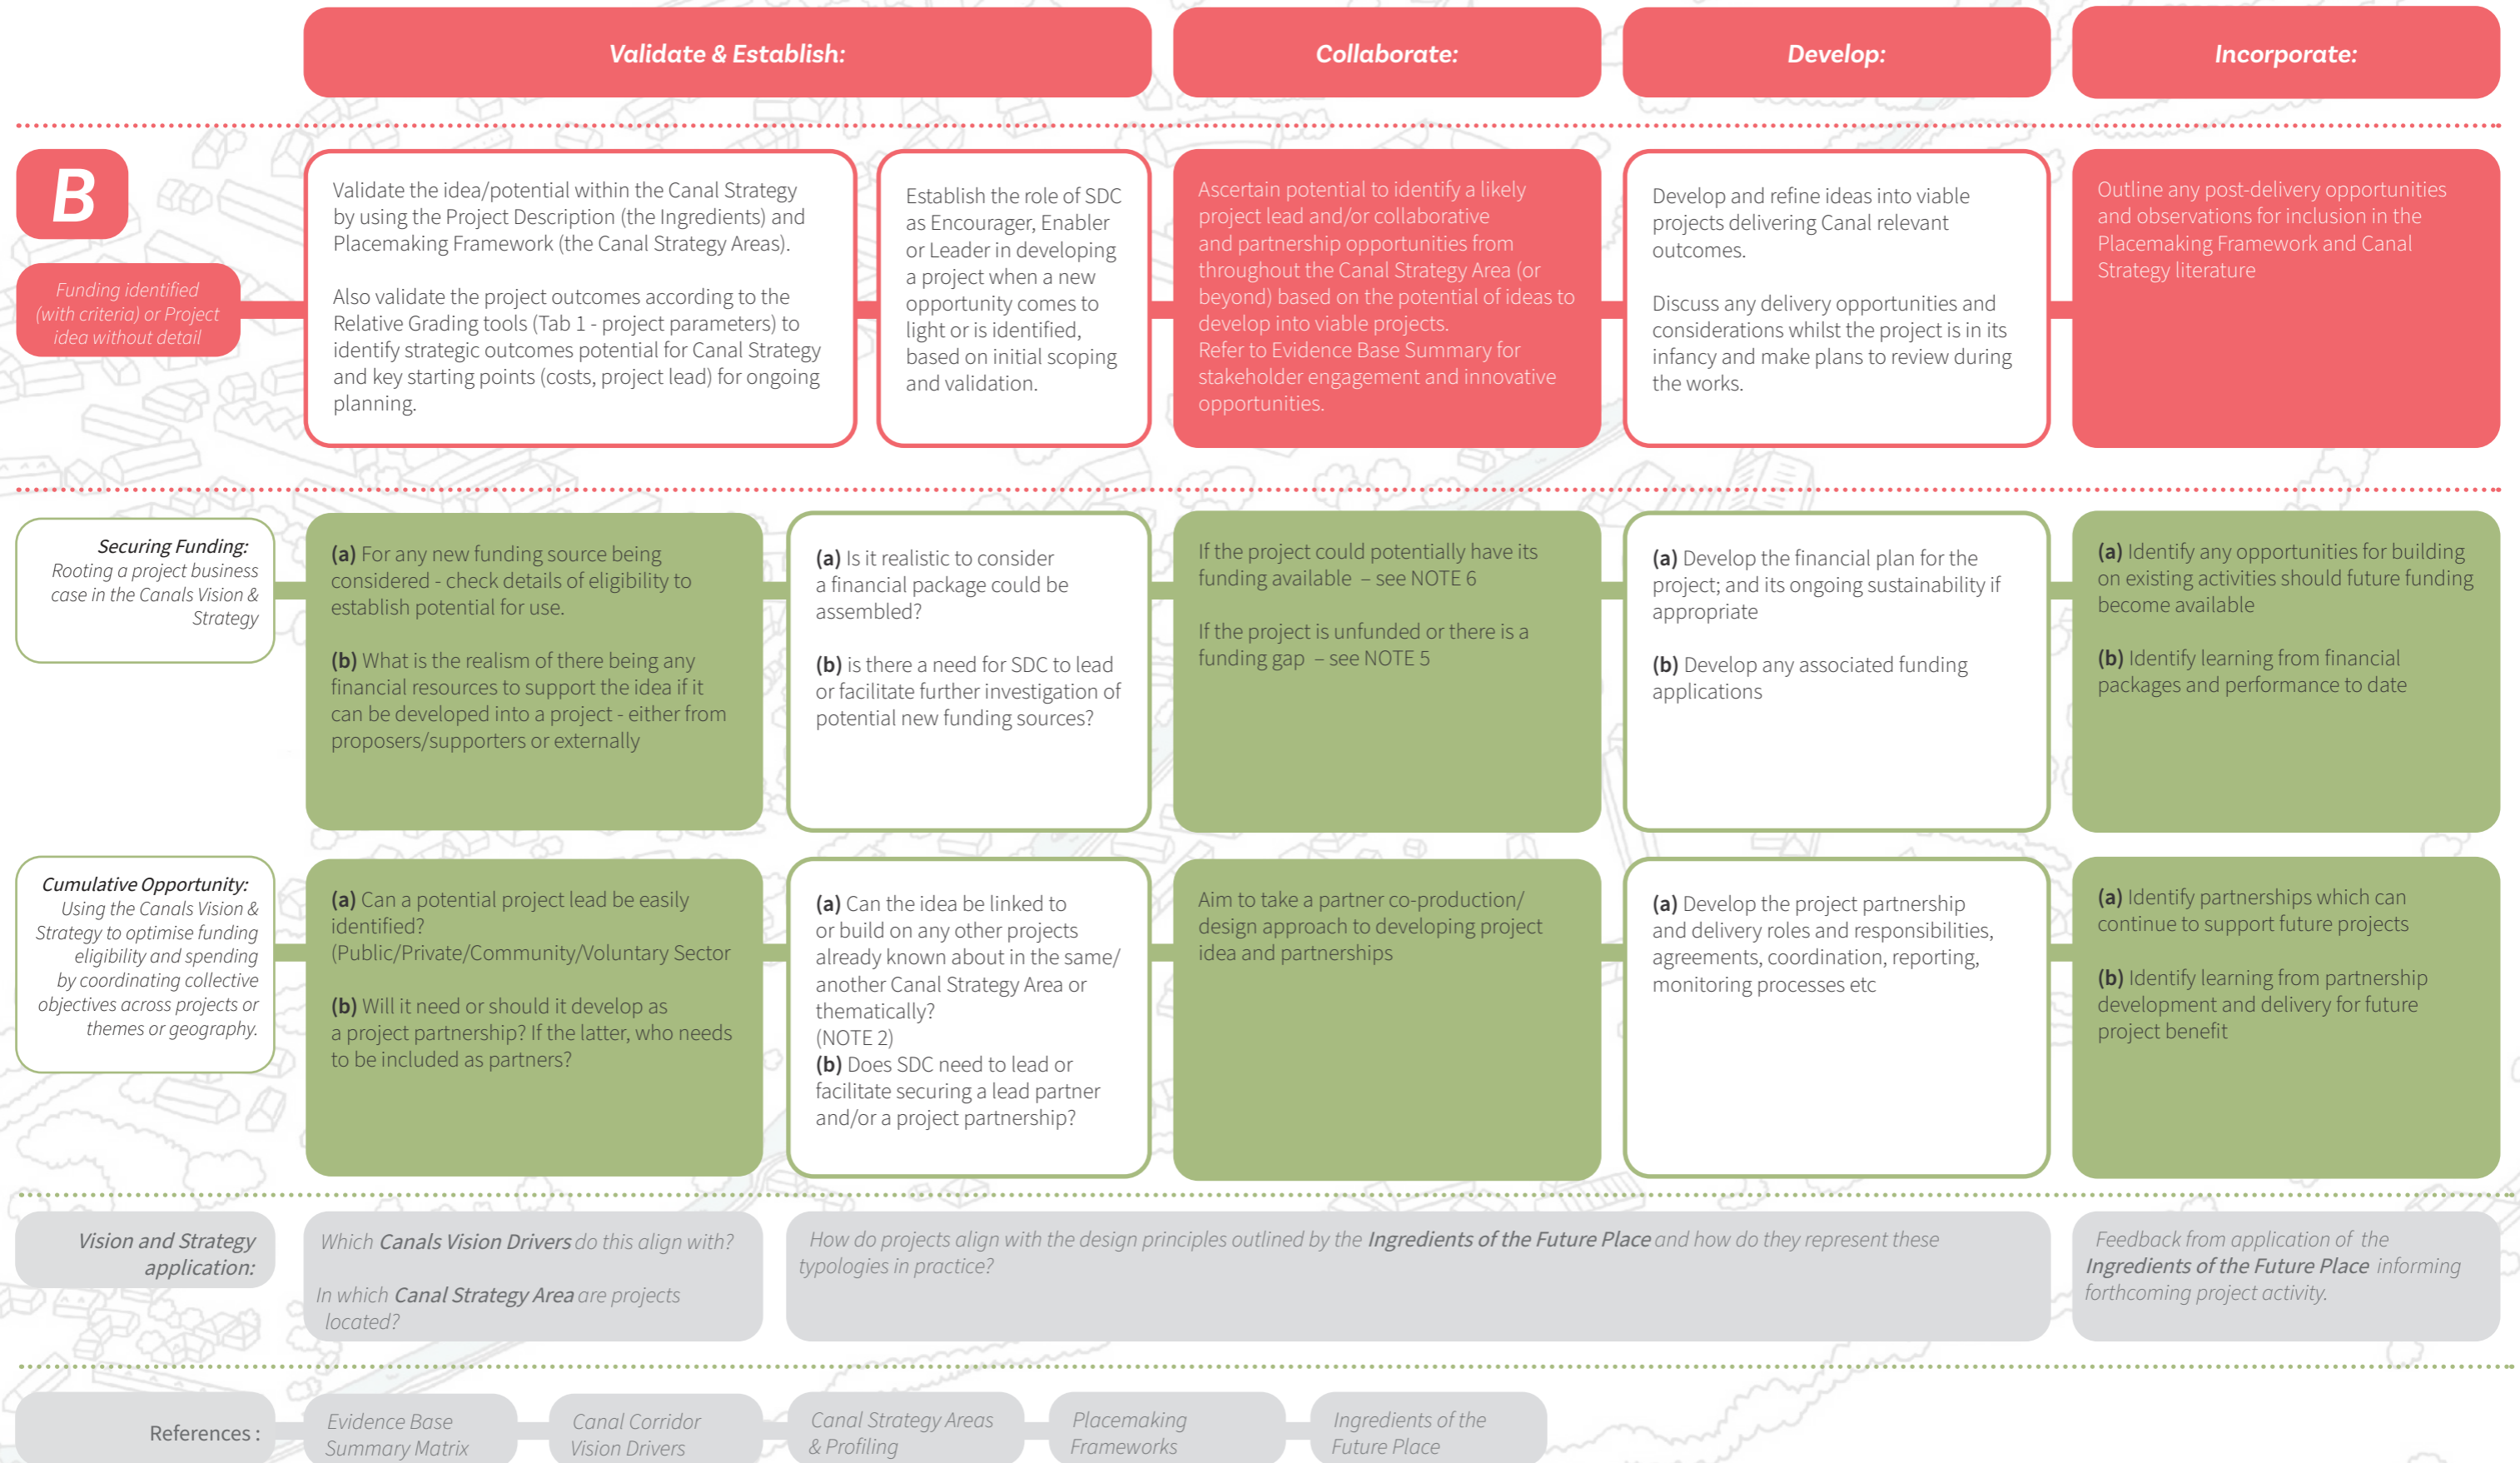 Validate & Establish:
Collaborate:
Develop:
Incorporate:
B
Funding identified
(with criteria) or Project
idea without detail
Validate the idea/potential within the Canal Strategy
by using the Project Description (the Ingredients) and
Placemaking Framework (the Canal Strategy Areas).
Also validate the project outcomes according to the
Relative Grading tools (Tab 1 - project parameters) to
identify strategic outcomes potential for Canal Strategy
and key starting points (costs, project lead) for ongoing
planning.
Establish the role of SDC
as Encourager, Enabler
or Leader in developing
a project when a new
opportunity comes to
light or is identified,
based on initial scoping
and validation.
Ascertain potential to identify a likely
project lead and/or collaborative
and partnership opportunities from
throughout the Canal Strategy Area (or
beyond) based on the potential of ideas to
develop into viable projects.
Refer to Evidence Base Summary for
stakeholder engagement and innovative
opportunities.
Develop and refine ideas into viable
projects delivering Canal relevant
outcomes.
Discuss any delivery opportunities and
considerations whilst the project is in its
infancy and make plans to review during
the works.
Outline any post-delivery opportunities
and observations for inclusion in the
Placemaking Framework and Canal
Strategy literature
Securing Funding:
Rooting a project business
case in the Canals Vision &
Strategy
(a) For any new funding source being
considered - check details of eligibility to
establish potential for use.
(b) What is the realism of there being any
financial resources to support the idea if it
can be developed into a project - either from
proposers/supporters or externally
(a) Is it realistic to consider
a financial package could be
assembled?
(b) is there a need for SDC to lead
or facilitate further investigation of
potential new funding sources?
If the project could potentially have its
funding available – see NOTE 6
If the project is unfunded or there is a
funding gap – see NOTE 5
(a) Develop the financial plan for the
project; and its ongoing sustainability if
appropriate
(b) Develop any associated funding
applications
(a) Identify any opportunities for building
on existing activities should future funding
become available
(b) Identify learning from financial
packages and performance to date
Cumulative Opportunity:
Using the Canals Vision &
Strategy to optimise funding
eligibility and spending
by coordinating collective
objectives across projects or
themes or geography.
(a) Can a potential project lead be easily
identified?
(Public/Private/Community/Voluntary Sector
(b) Will it need or should it develop as
a project partnership? If the latter, who needs
to be included as partners?
(a) Can the idea be linked to
or build on any other projects
already known about in the same/
another Canal Strategy Area or
thematically?
(NOTE 2)
(b) Does SDC need to lead or
facilitate securing a lead partner
and/or a project partnership?
Aim to take a partner co-production/
design approach to developing project
idea and partnerships
(a) Develop the project partnership
and delivery roles and responsibilities,
agreements, coordination, reporting,
monitoring processes etc
(a) Identify partnerships which can
continue to support future projects
(b) Identify learning from partnership
development and delivery for future
project benefit
Vision and Strategy
application:
Which Canals Vision Drivers do this align with?
In which Canal Strategy Area are projects
located?
How do projects align with the design principles outlined by the Ingredients of the Future Place and how do they represent these
typologies in practice?
Feedback from application of the
Ingredients of the Future Place informing
forthcoming project activity.
References :
Evidence Base
Summary Matrix
Canal Corridor
Vision Drivers
Canal Strategy Areas
& Profiling
Placemaking
Frameworks
Ingredients of the
Future Place